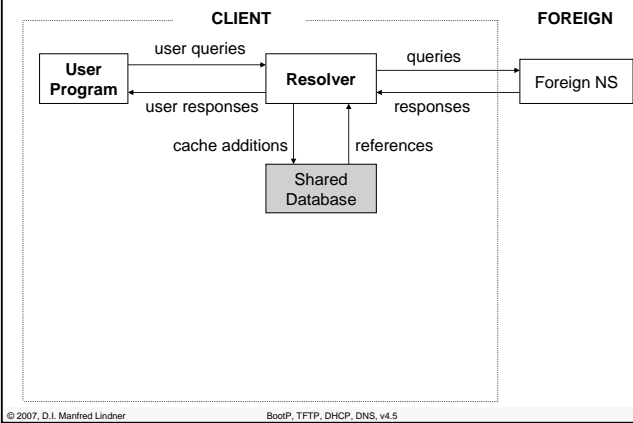 CLIENT
FOREIGN
user queries
queries
User
Program
Resolver
Foreign NS
user responses
responses
cache additions
references
Shared
Database
© 2007, D.I. Manfred Lindner
BootP, TFTP, DHCP, DNS, v4.5